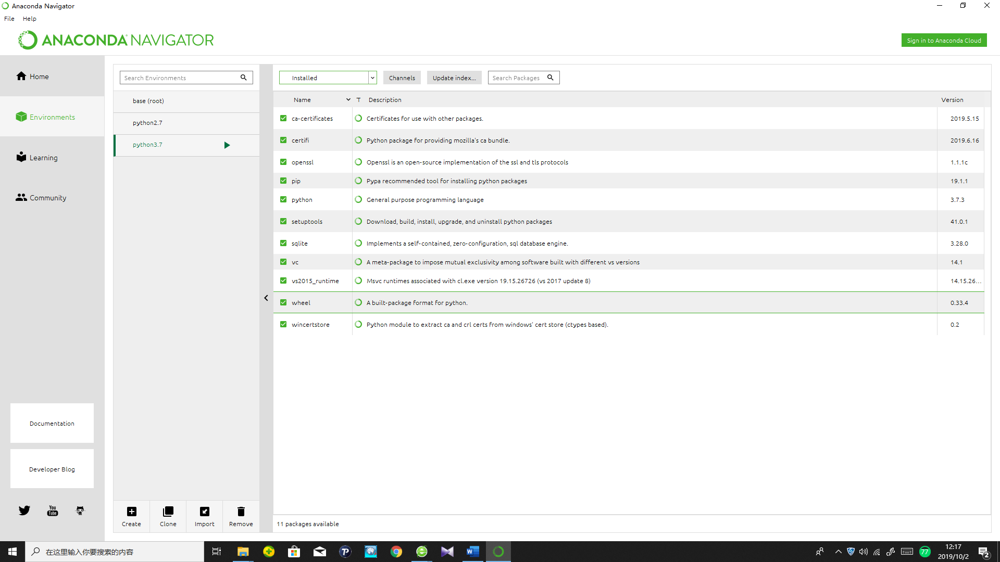 Anaconda Navigator
File Help
ANACONDA NAVIGATOR
Sign in to Anaconda Cloud
Home
Environments
Learning
Community
Documentation
Developer Blog
You
Tube
Search Environments
base (root)
python2.7
python3.7
Create Clone Import Remove
Installed Channels Update index... Search Packages
Name T Description Version
ca-certificates Certificates for use with other packages. 2019.5.15
certifi Python package for providing mozilla's ca bundle. 2019.6.16
openssl Openssl is an open-source implementation of the ssl and tls protocols 1.1.1c
pip Pypa recommended tool for installing python packages 19.1.1
python General purpose programming language 3.7.3
setuptools Download, build, install, upgrade, and uninstall python packages 41.0.1
sqlite Implements a self-contained, zero-configuration, sql database engine. 3.28.0
vc A meta-package to impose mutual exclusivity among software built with different vs versions 14.1
vs2015_runtime Msvc runtimes associated with cl.exe version 19.15.26726 (vs 2017 update 8) 14.15.26...
wheel A built-package format for python. 0.33.4
wincertstore Python module to extract ca and crl certs from windows' cert store (ctypes based). 0.2
11 packages available
在这里输入你要搜索的内容
77
12:17
2019/10/2
2